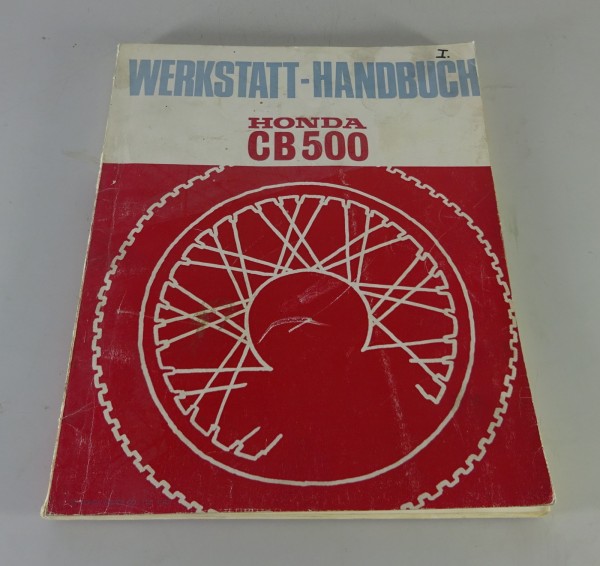 I.
WERKSTATT-HANDBUCH
HONDA
CB500